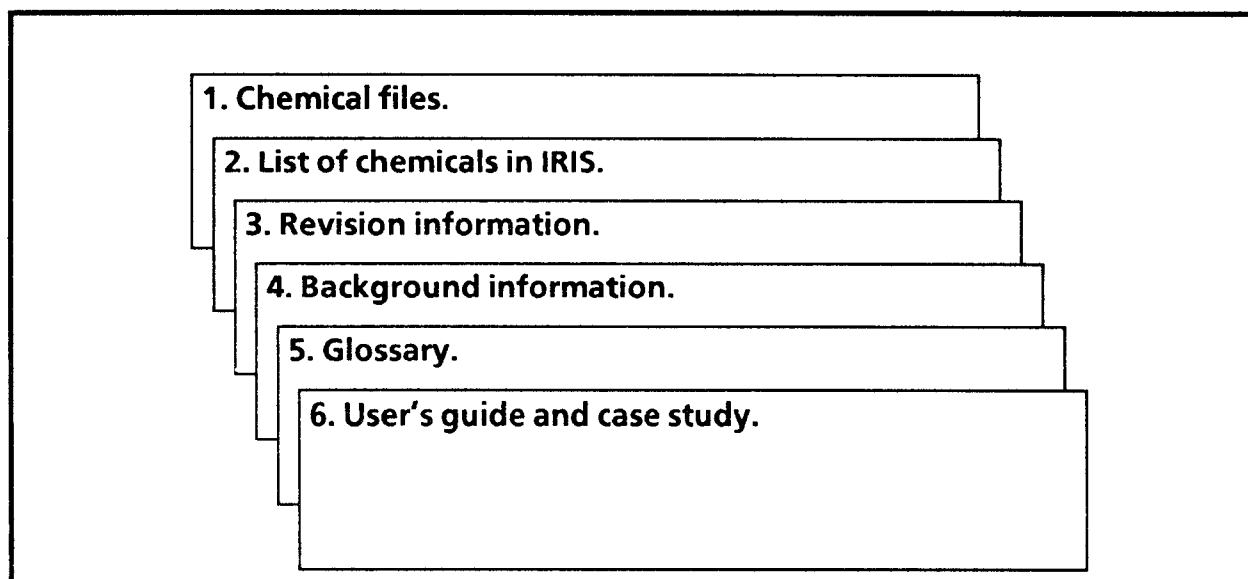 1. Chemical files.
2. List of chemicals in IRIS.
3. Revision information.
4. Background information.
5. Glossary.
6. User's guide and case study.